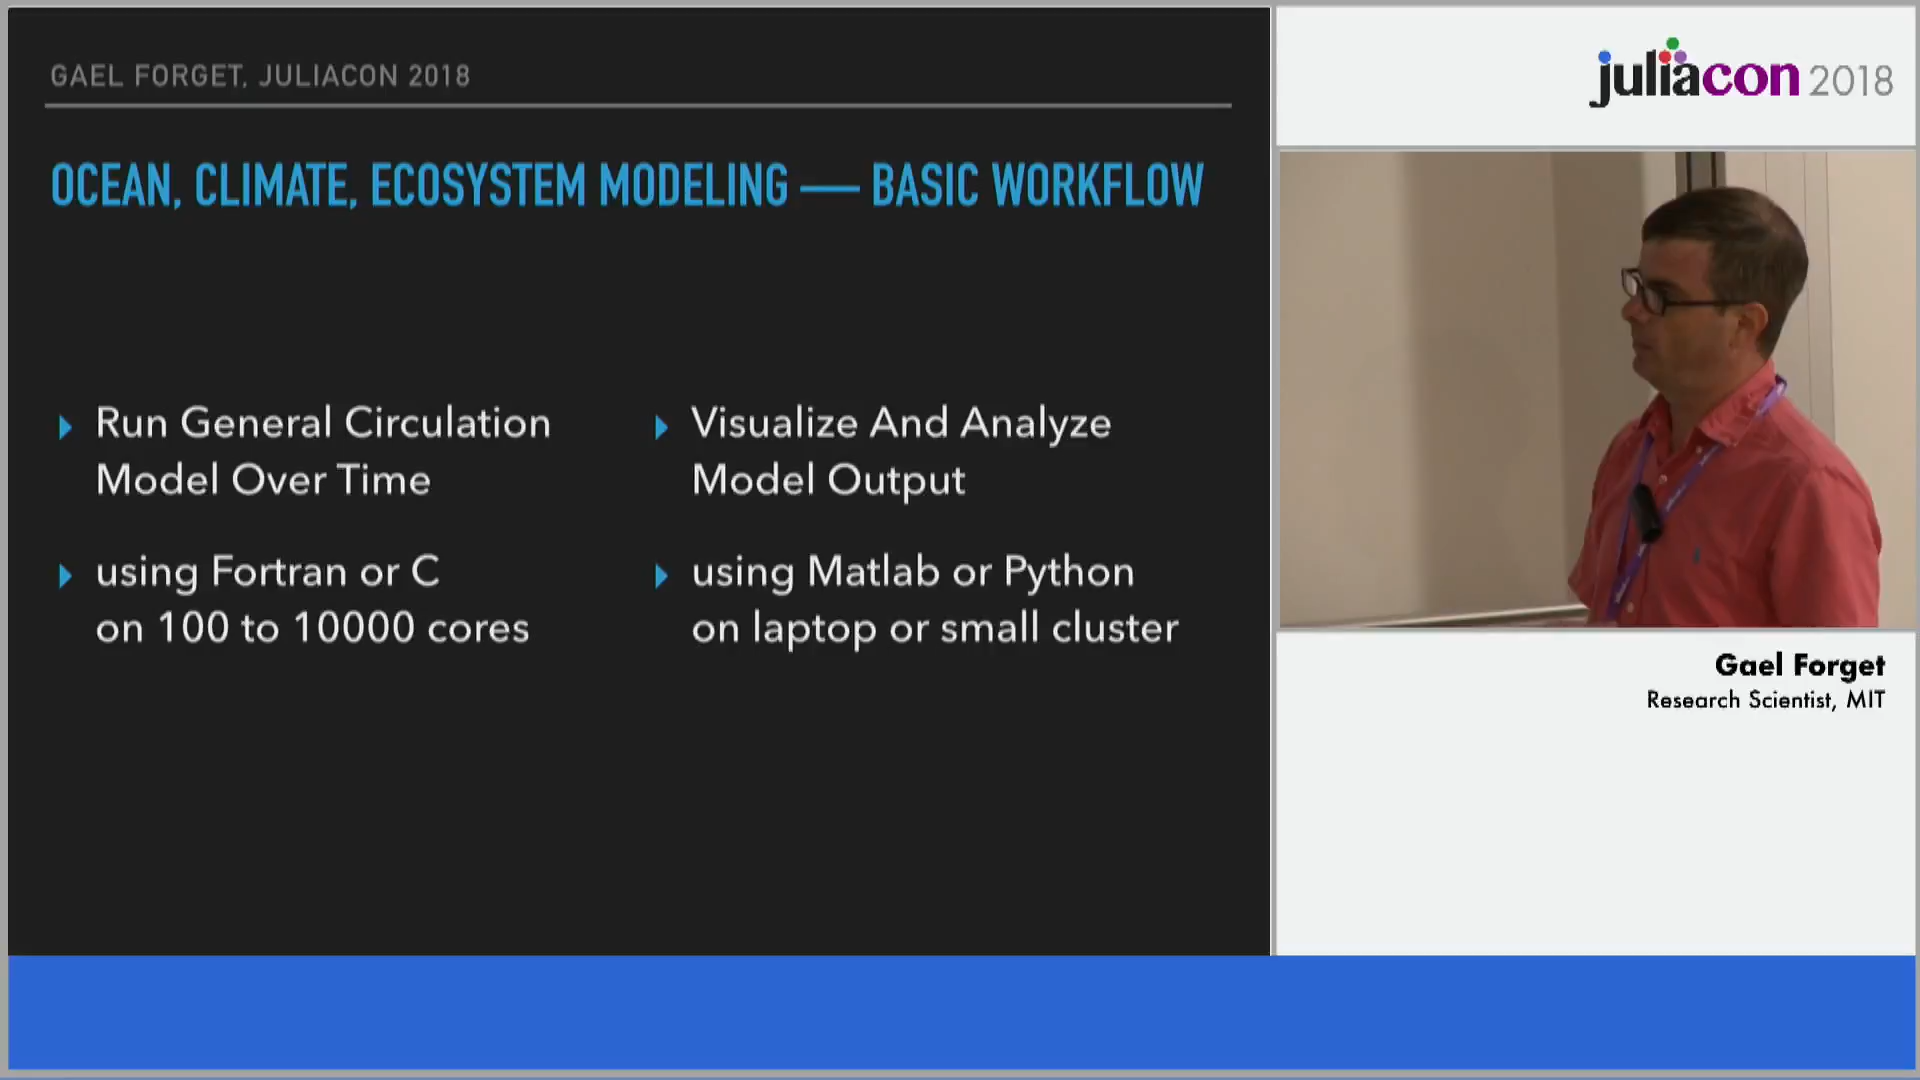 GAEL FORGET, JULIACON 2018
OCEAN, CLIMATE, ECOSYSTEM MODELING — BASIC WORKFLOW
Run General Circulation
Model Over Time
using Fortran or C
on 100 to 10000 cores
Visualize And Analyze
Model Output
using Matlab or Python
on laptop or small cluster
juliacon 2018
Gael Forget
Research Scientist, MIT